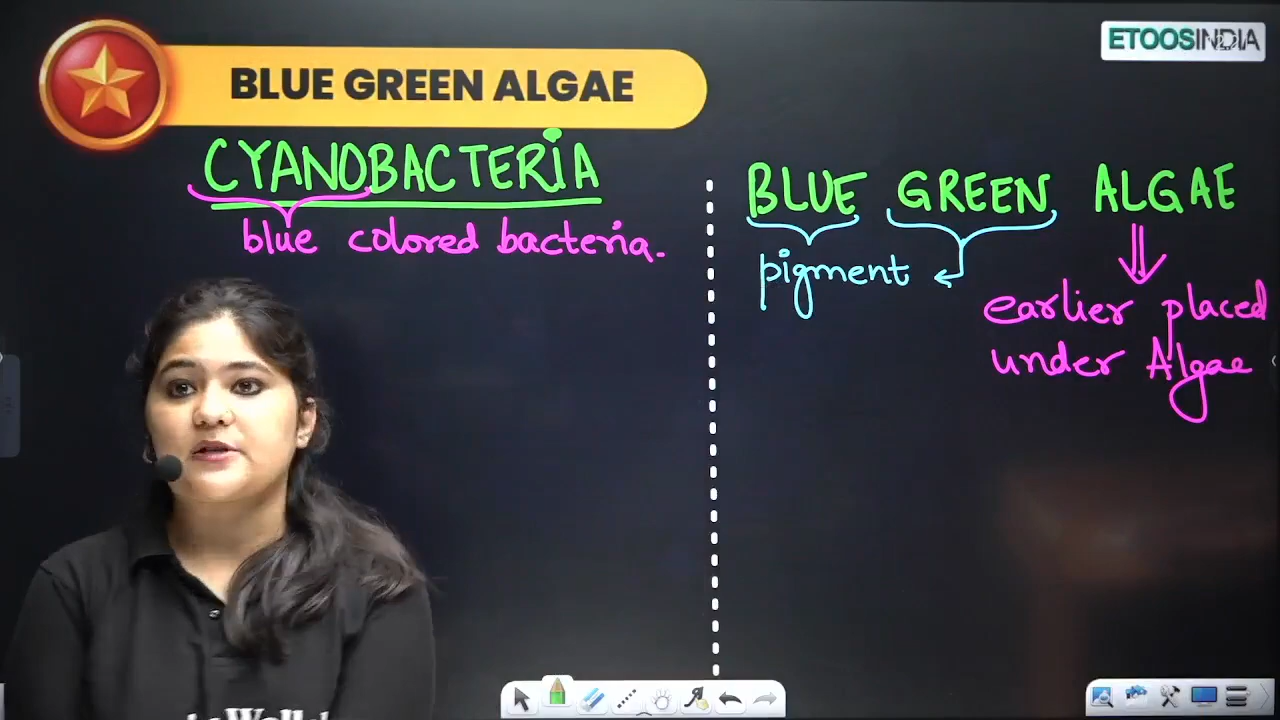 ETOOSINDIA
BLUE GREEN ALGAE
CYANOBACTERIA
blue colored bacteria.
BLUE GREEN ALGAE
pigment
earlier placed
under Algae